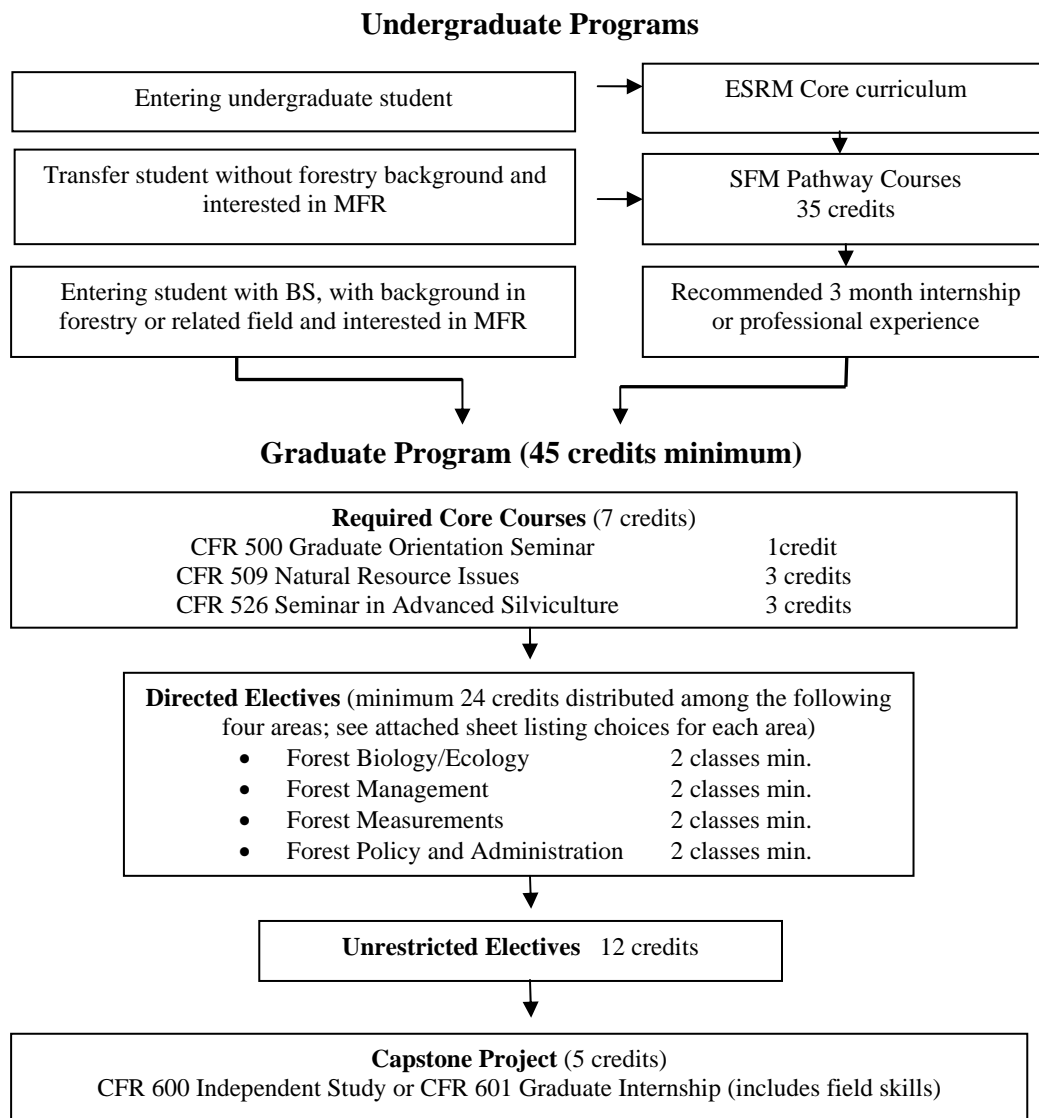 Undergraduate Programs
Entering undergraduate student
ESRM Core curriculum
Transfer student without forestry background and
interested in MFR
SFM Pathway Courses
35 credits
Entering student with BS, with background in
forestry or related field and interested in MFR
Recommended 3 month internship
or professional experience
Graduate Program (45 credits minimum)
Required Core Courses (7 credits)
CFR 500 Graduate Orientation Seminar 1credit
CFR 509 Natural Resource Issues 3 credits
CFR 526 Seminar in Advanced Silviculture 3 credits
Directed Electives (minimum 24 credits distributed among the following
four areas; see attached sheet listing choices for each area)
• Forest Biology/Ecology 2 classes min.
• Forest Management 2 classes min.
• Forest Measurements 2 classes min.
• Forest Policy and Administration 2 classes min.
Unrestricted Electives 12 credits
Capstone Project (5 credits)
CFR 600 Independent Study or CFR 601 Graduate Internship (includes field skills)